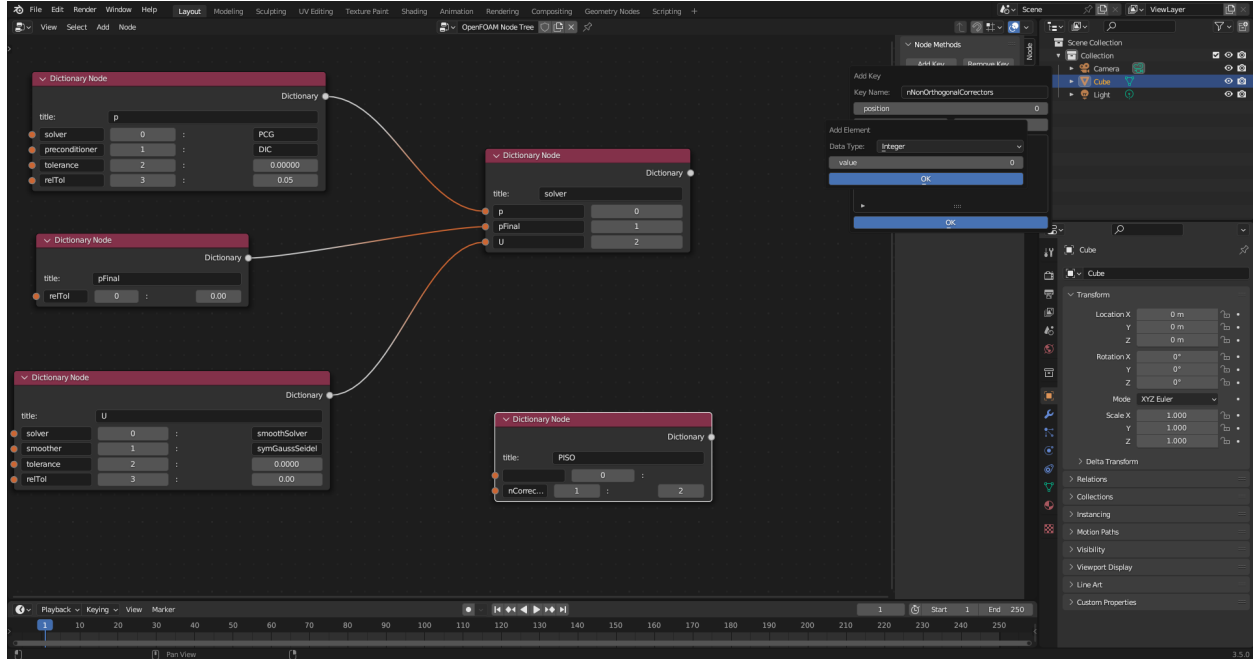 File Edit Render Window Help Layout Modeling Sculpting UV Editing Texture Paint Shading Animation Rendering Compositing Geometry Nodes Scripting + Scene ViewLayer
View Select Add Node OpenFOAM Node Tree
Node Methods
Add Key Remove Key
Node
Scene Collection
Collection
Camera
Cube
Light
Add Key
Key Name: nNonOrthogonalCorrectors
position 0
Add Element
Data Type: Integer
value 0
OK
OK
Dictionary Node
Dictionary
title: p
solver 0 : PCG
preconditioner 1 : DIC
tolerance 2 : 0.00000
relTol 3 : 0.05
Dictionary Node
Dictionary
title: solver
p 0
pFinal 1
U 2
Dictionary Node
Dictionary
title: pFinal
relTol 0 : 0.00
Dictionary Node
Dictionary
title: U
solver 0 : smoothSolver
smoother 1 : symGaussSeidel
tolerance 2 : 0.0000
relTol 3 : 0.00
Dictionary Node
Dictionary
title: PISO
0 :
nCorrec... 1 : 2
Cube
Cube
Transform
Location X 0 m
Y 0 m
Z 0 m
Rotation X 0°
Y 0°
Z 0°
Mode XYZ Euler
Scale X 1.000
Y 1.000
Z 1.000
Delta Transform
Relations
Collections
Instancing
Motion Paths
Visibility
Viewport Display
Line Art
Custom Properties
Playback Keying View Marker 1 Start 1 End 250
1 10 20 30 40 50 60 70 80 90 100 110 120 130 140 150 160 170 180 190 200 210 220 230 240 250
Pan View 3.5.0